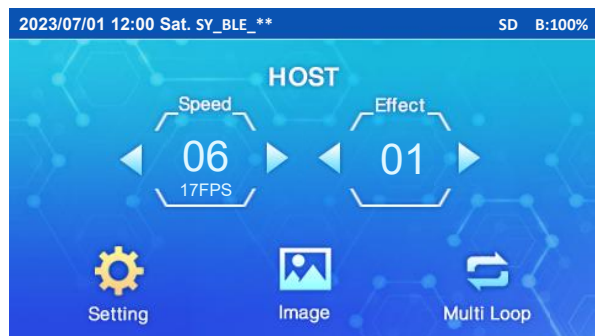 2023/07/01 12:00 Sat. SY_BLE_** SD B:100%
HOST
Speed Effect
06 01
17FPS
Setting Image Multi Loop